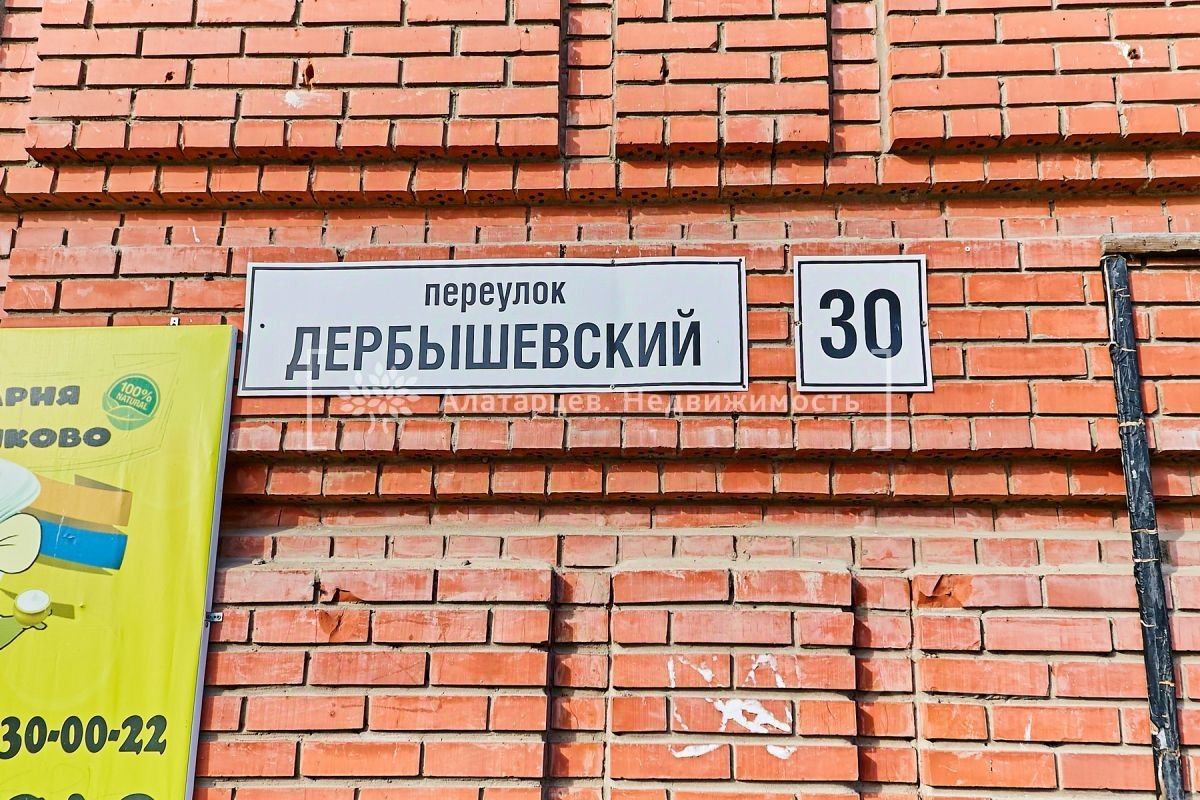 переулок
ДЕРБЫШЕВСКИЙ
30
Алатарцев. Недвижимость
100%
NATURAL
30-00-22